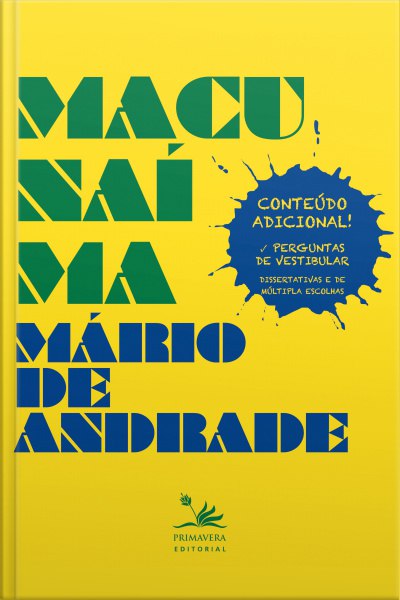 MACU
NAÍ
MA
MÁRIO
DE
ANDRADE
CONTEÚDO
ADICIONAL!
✓ PERGUNTAS
DE VESTIBULAR
DISSERTATIVAS E DE
MÚLTIPLA ESCOLHAS
PRIMAVERA
EDITORIAL